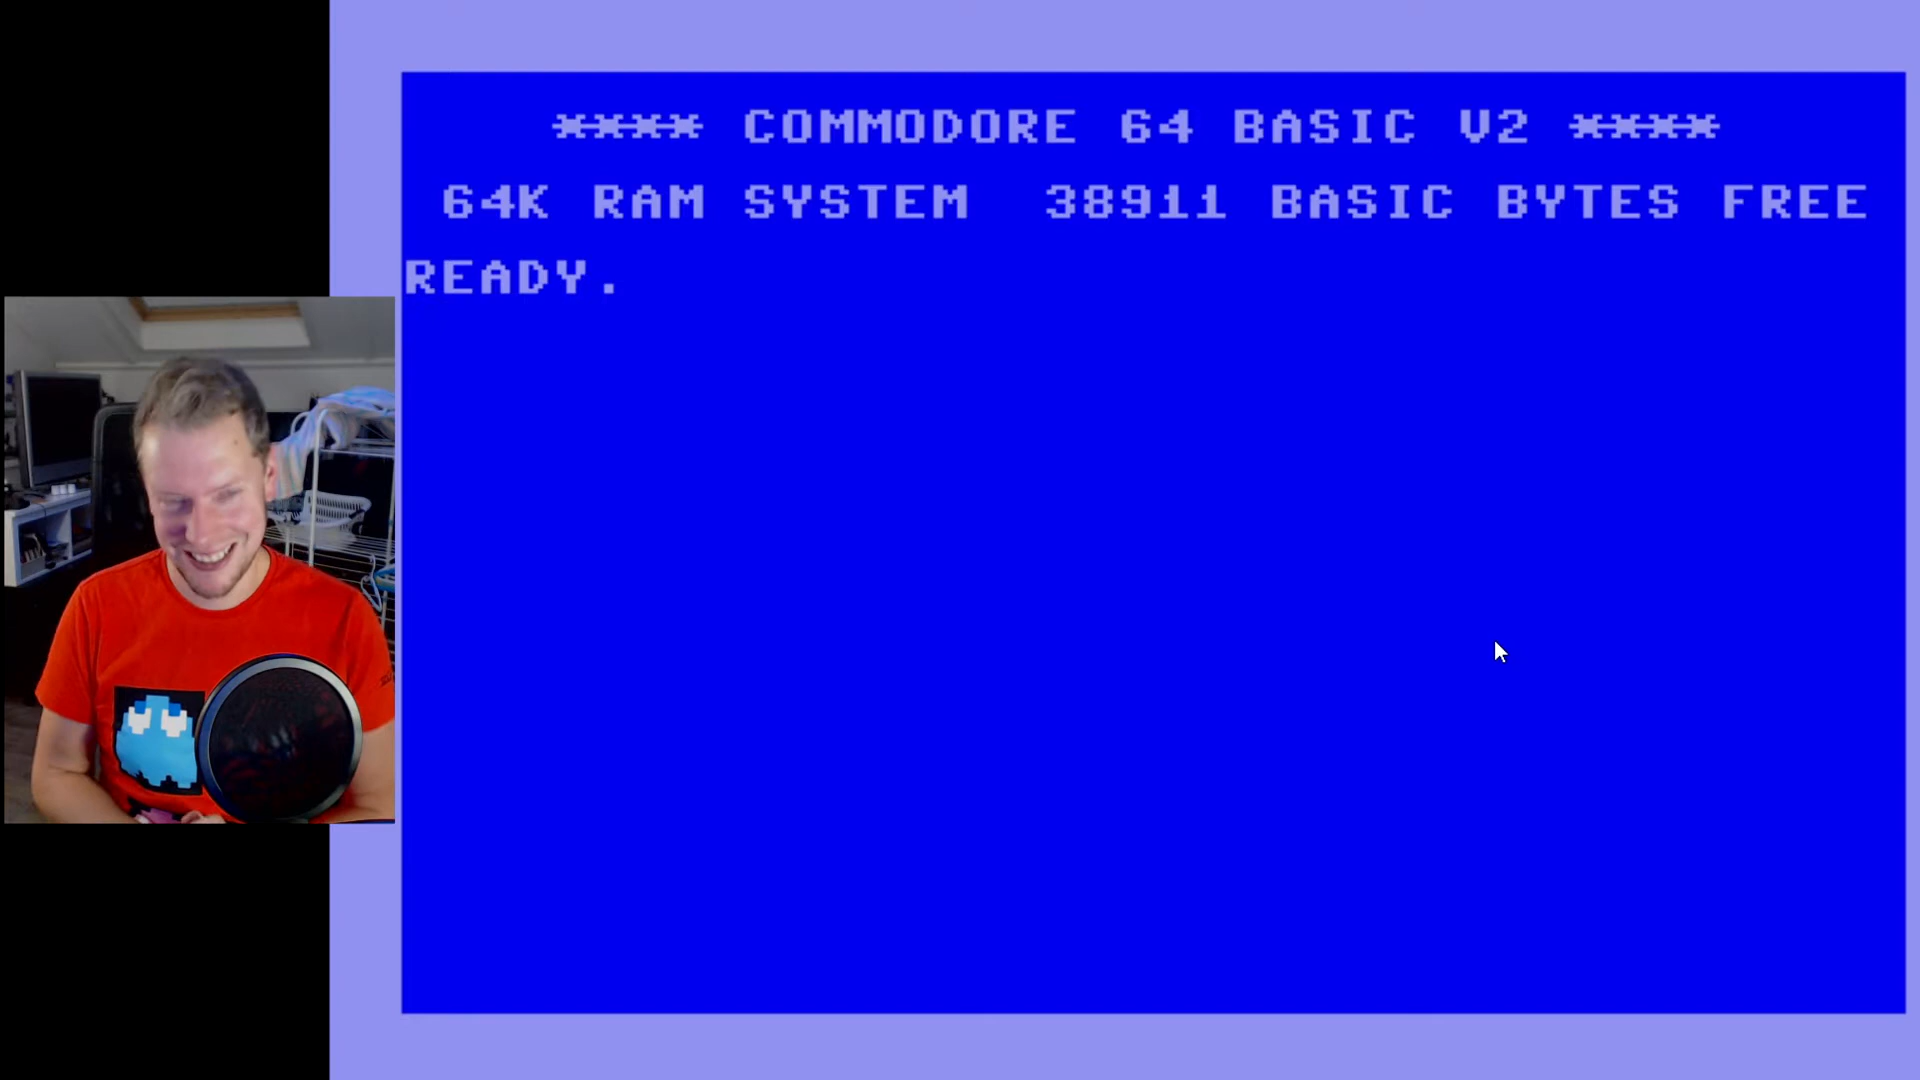 **** COMMODORE 64 BASIC V2 ****
64K RAM SYSTEM  38911 BASIC BYTES FREE
READY.